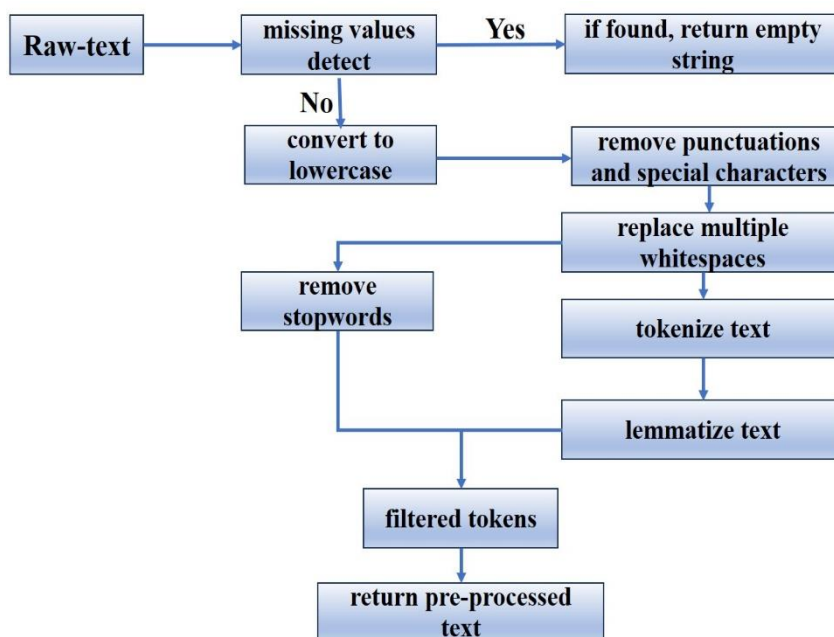 Raw-text
missing values
detect
Yes
if found, return empty
string
No
convert to
lowercase
remove punctuations
and special characters
replace multiple
whitespaces
remove
stopwords
tokenize text
lemmatize text
filtered tokens
return pre-processed
text